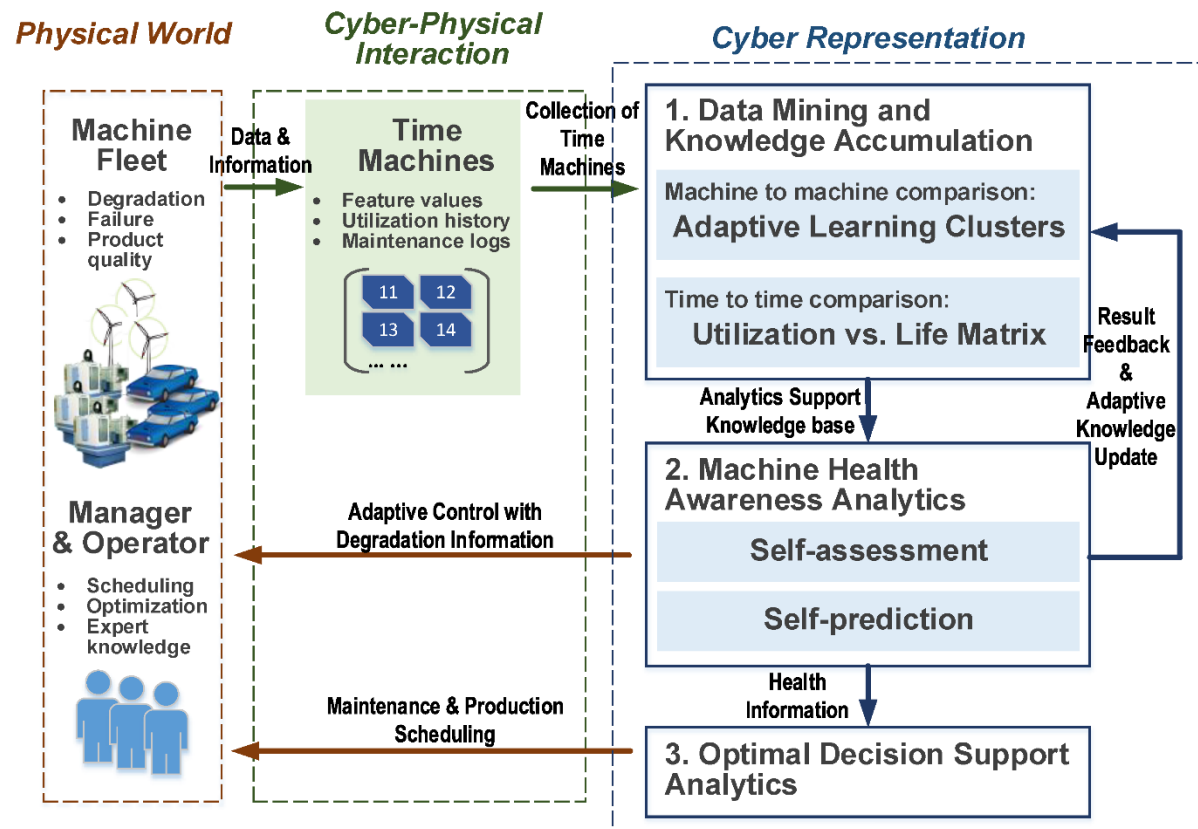 Physical World
Cyber-Physical
Interaction
Cyber Representation
Machine
Fleet
• Degradation
• Failure
• Product
quality
Manager
& Operator
• Scheduling
• Optimization
• Expert
knowledge
Data &
Information
Time
Machines
• Feature values
• Utilization history
• Maintenance logs
11 12
13 14
... ...
Collection of
Time
Machines
1. Data Mining and
Knowledge Accumulation
Machine to machine comparison:
Adaptive Learning Clusters
Time to time comparison:
Utilization vs. Life Matrix
Analytics Support
Knowledge base
Result
Feedback
&
Adaptive
Knowledge
Update
2. Machine Health
Awareness Analytics
Self-assessment
Self-prediction
Adaptive Control with
Degradation Information
Health
Information
Maintenance & Production
Scheduling
3. Optimal Decision Support
Analytics